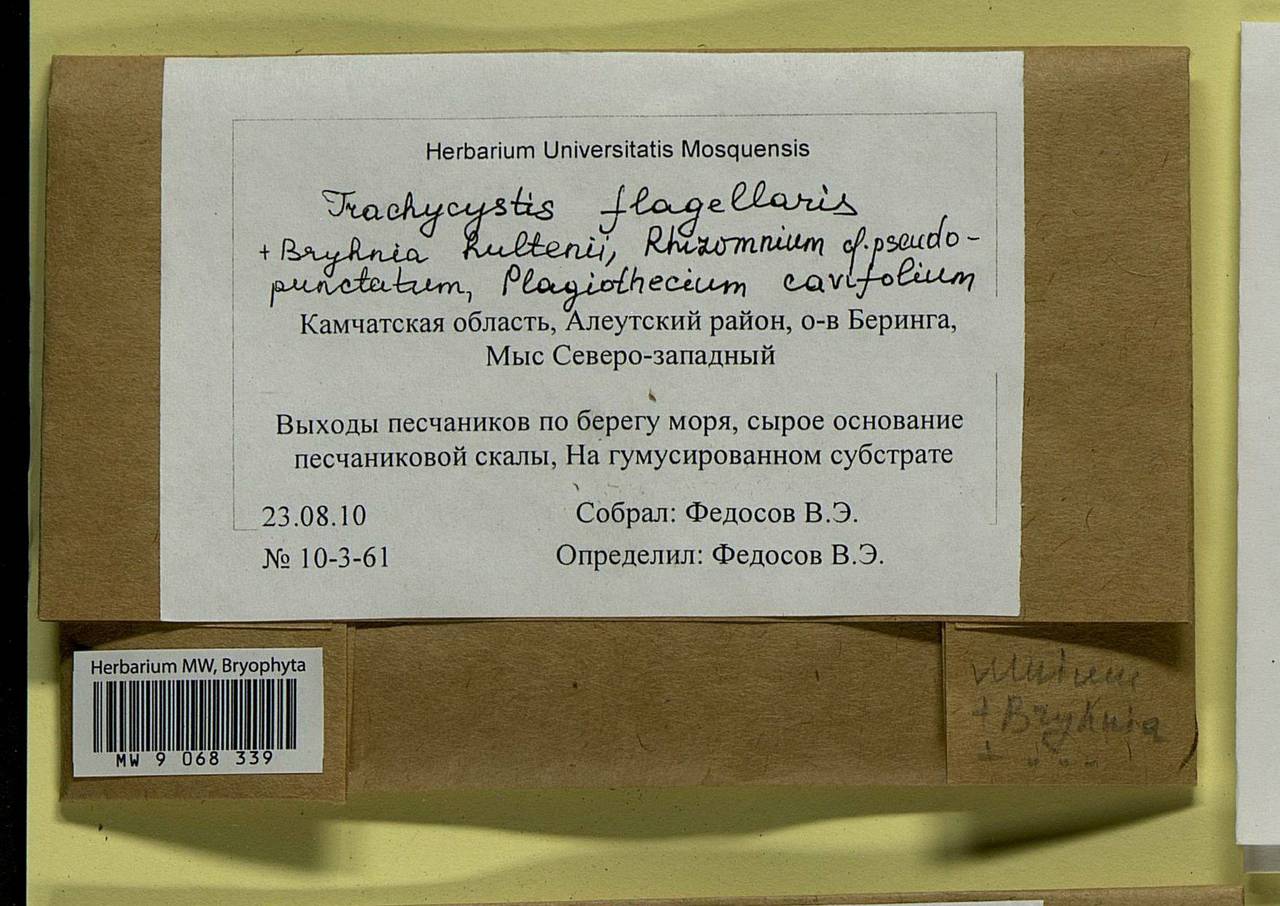 Herbarium Universitatis Mosquensis
Trachycystis flagellaris
+ Bryhnia hultenii, Rhizomnium cf. pseudo-
punctatum, Plagiothecium cavifolium
Камчатская область, Алеутский район, о-в Беринга,
Мыс Северо-западный
Выходы песчаников по берегу моря, сырое основание
песчаниковой скалы, На гумусированном субстрате
23.08.10
Собрал: Федосов В.Э.
№ 10-3-61
Определил: Федосов В.Э.
Herbarium MW, Bryophyta
MW 9 068 339
+ Bryhnia